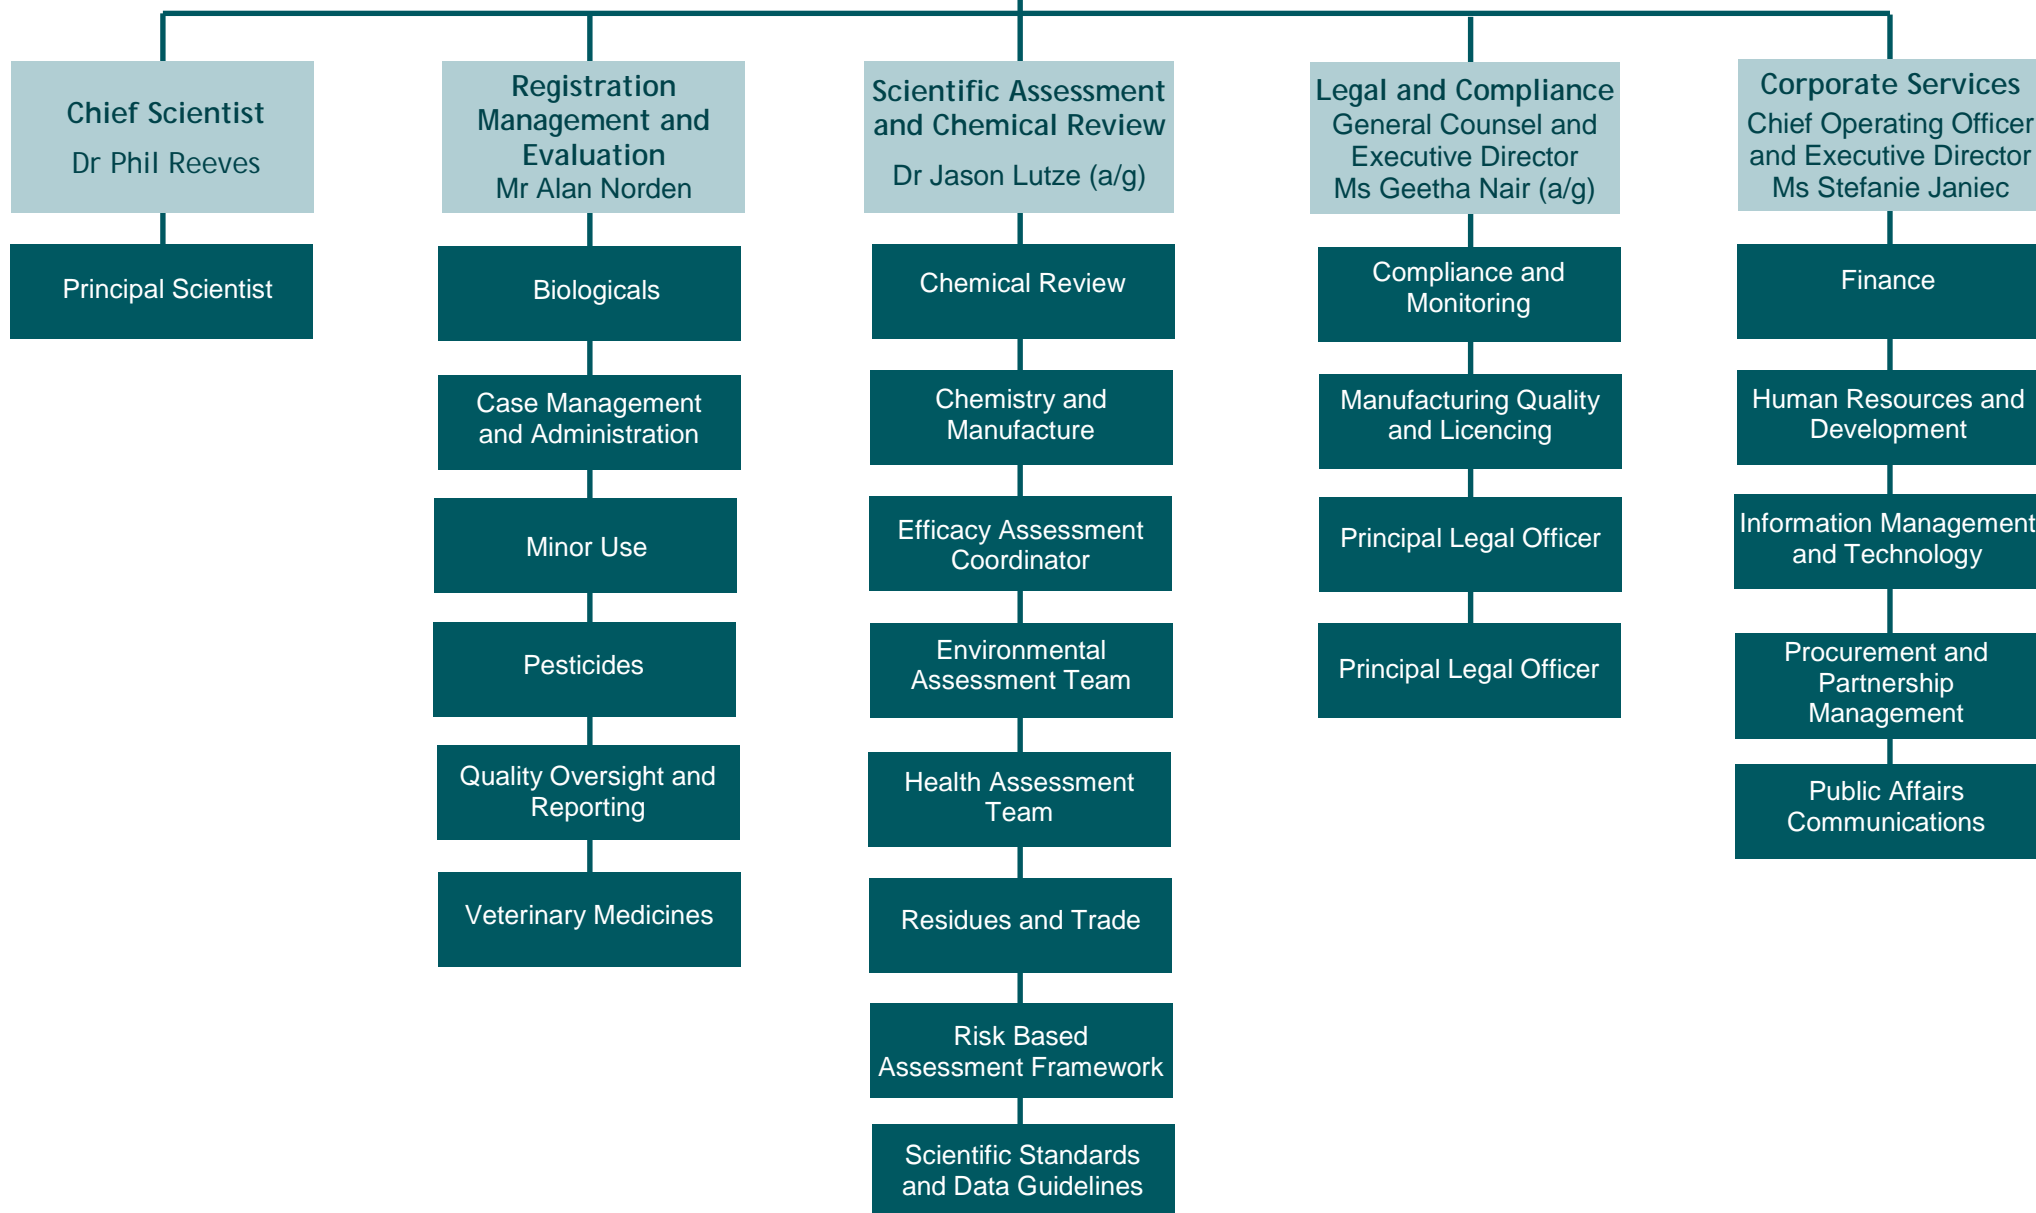 Chief Scientist
Dr Phil Reeves
Principal Scientist
Registration
Management and
Evaluation
Mr Alan Norden
Biologicals
Case Management
and Administration
Minor Use
Pesticides
Quality Oversight and
Reporting
Veterinary Medicines
Scientific Assessment
and Chemical Review
Dr Jason Lutze (a/g)
Chemical Review
Chemistry and
Manufacture
Efficacy Assessment
Coordinator
Environmental
Assessment Team
Health Assessment
Team
Residues and Trade
Risk Based
Assessment Framework
Scientific Standards
and Data Guidelines
Legal and Compliance
General Counsel and
Executive Director
Ms Geetha Nair (a/g)
Compliance and
Monitoring
Manufacturing Quality
and Licencing
Principal Legal Officer
Principal Legal Officer
Corporate Services
Chief Operating Officer
and Executive Director
Ms Stefanie Janiec
Finance
Human Resources and
Development
Information Management
and Technology
Procurement and
Partnership
Management
Public Affairs
Communications